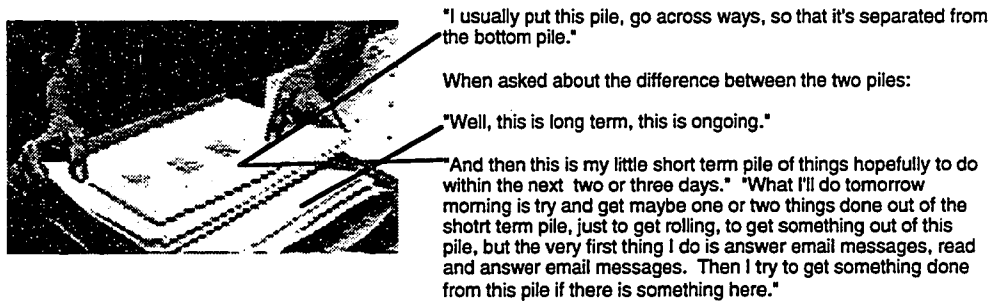 "I usually put this pile, go across ways, so that it's separated from
the bottom pile."
When asked about the difference between the two piles:
"Well, this is long term, this is ongoing."
"And then this is my little short term pile of things hopefully to do
within the next two or three days." "What I'll do tomorrow
morning is try and get maybe one or two things done out of the
shotrt term pile, just to get rolling, to get something out of this
pile, but the very first thing I do is answer email messages, read
and answer email messages. Then I try to get something done
from this pile if there is something here."